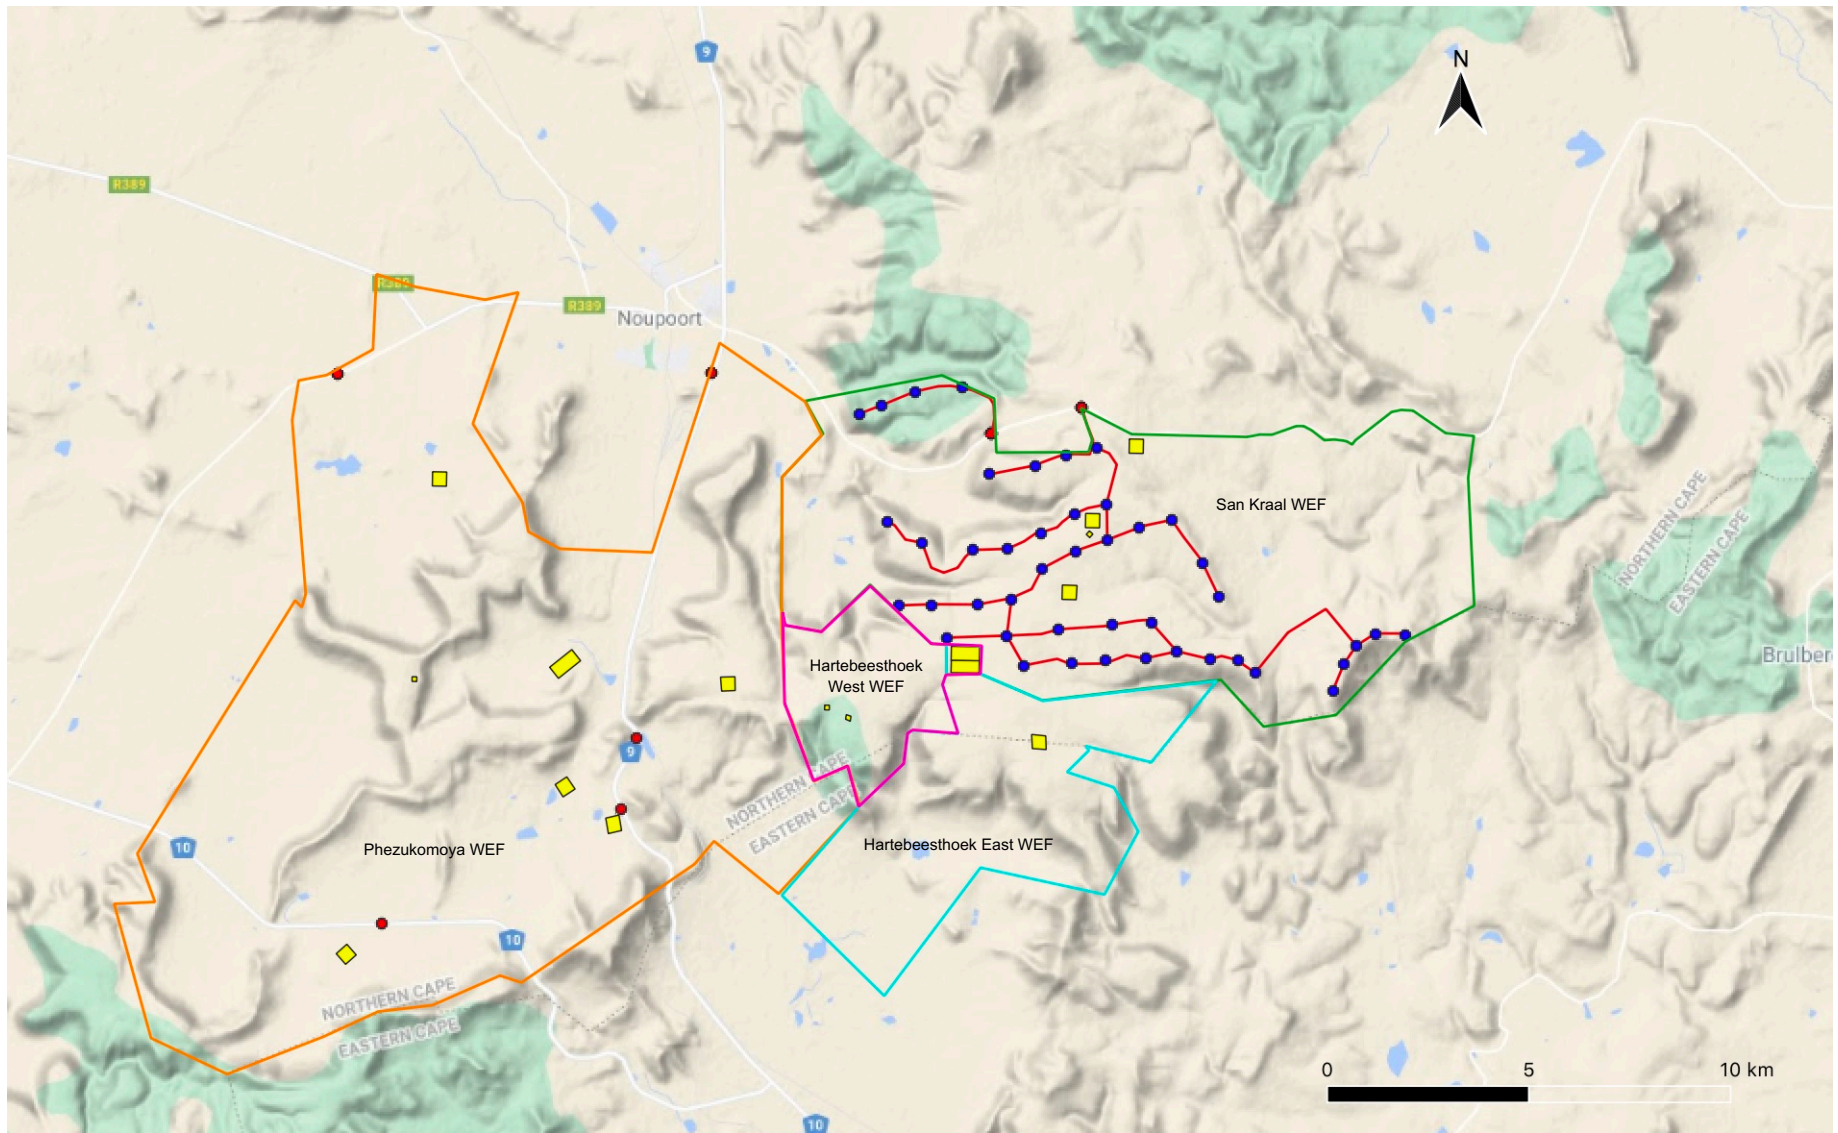 9
N
R389
R389
R389
Noupoort
San Kraal WEF
NORTHERN CAPE
EASTERN CAPE
Hartebeesthoek
West WEF
Brulber
9
NORTHERN CAPE
EASTERN CAPE
10
Phezukomoya WEF
Hartebeesthoek East WEF
10
NORTHERN CAPE
EASTERN CAPE
0 5 10 km
10